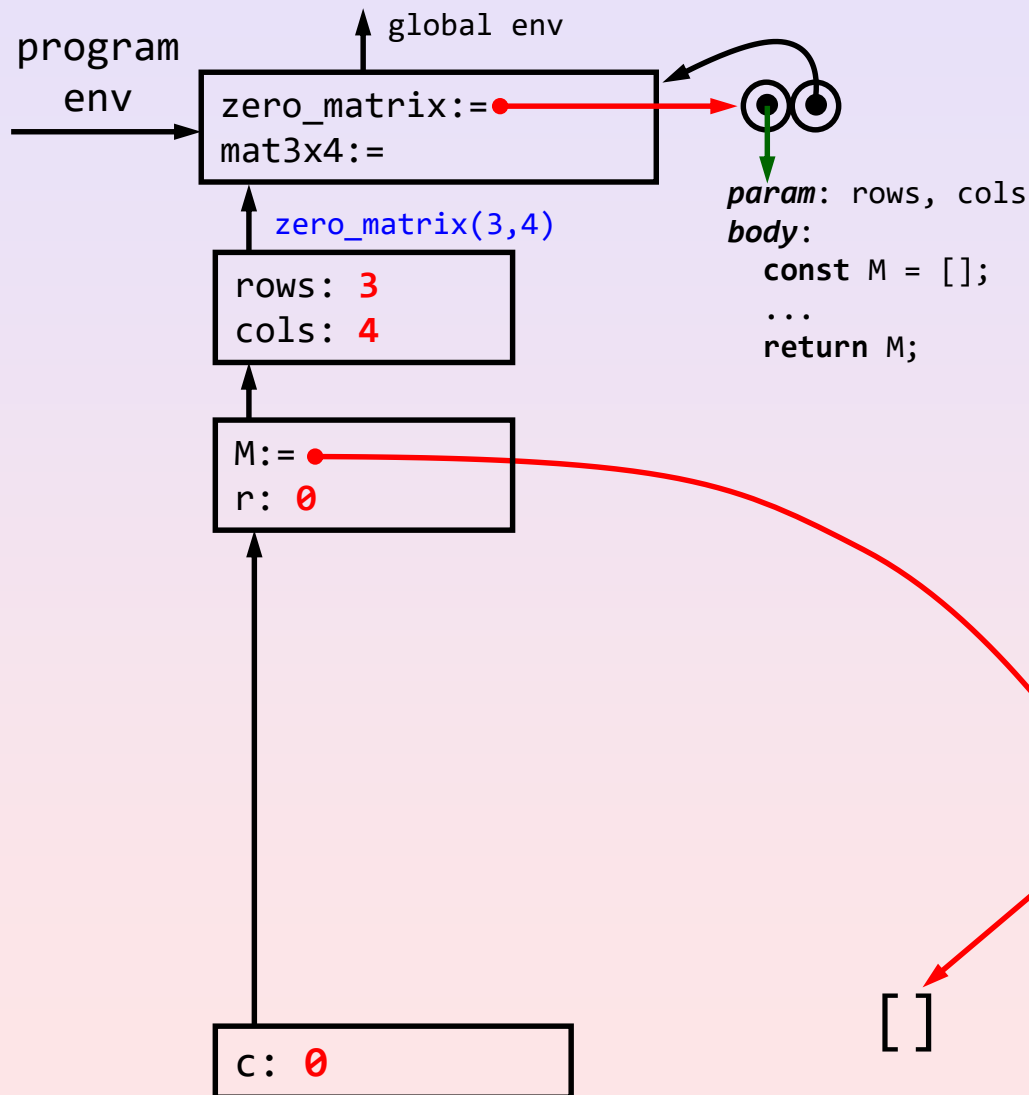 global env
program
env
zero_matrix:=
mat3x4:=
zero_matrix(3,4)
param: rows, cols
body:
const M = [];
...
return M;
rows: 3
cols: 4
M:=
r: 0
[]
c: 0